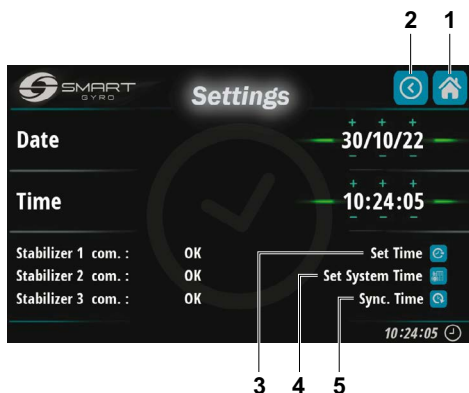 2 1
SMART
GYRO
Settings
+ + +
Date 30/10/22
− − −
+ + +
Time 10:24:05
− − −
Stabilizer 1 com. : OK Set Time
Stabilizer 2 com. : OK Set System Time
Stabilizer 3 com. : OK Sync. Time
10:24:05
3 4 5